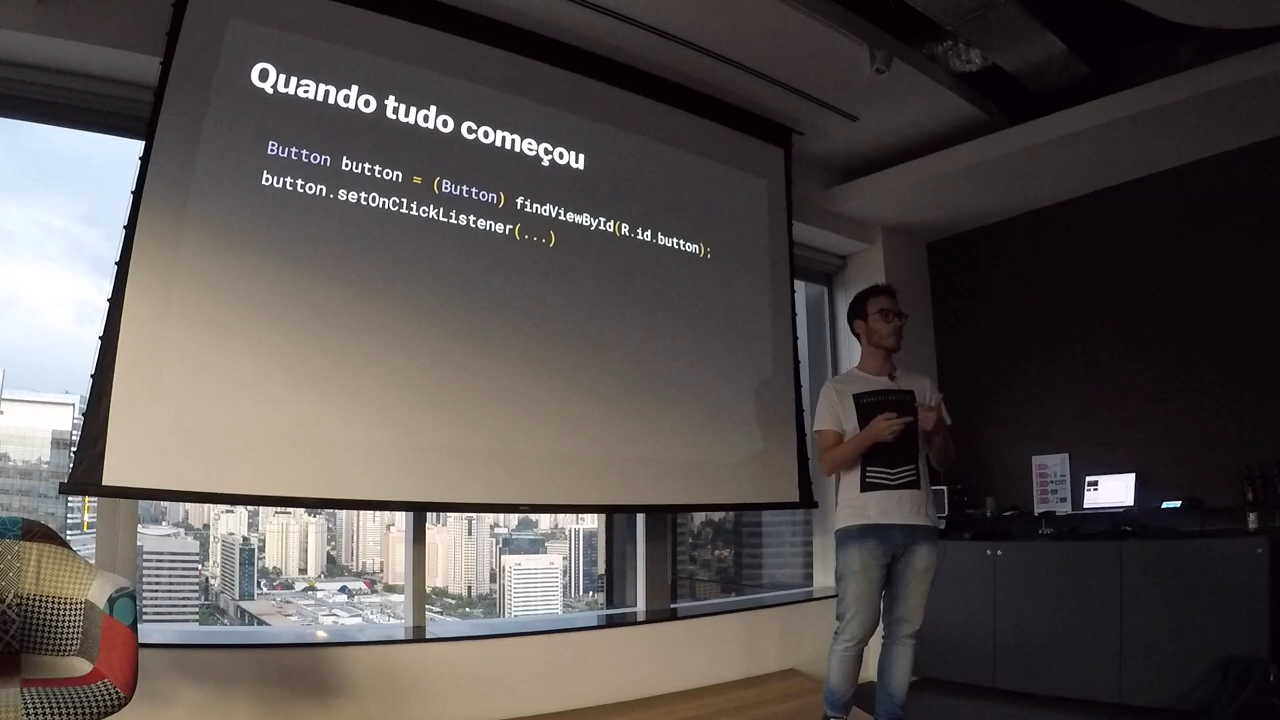 Quando tudo começou
Button button = (Button) findViewById(R.id.button);
button.setOnClickListener(...)